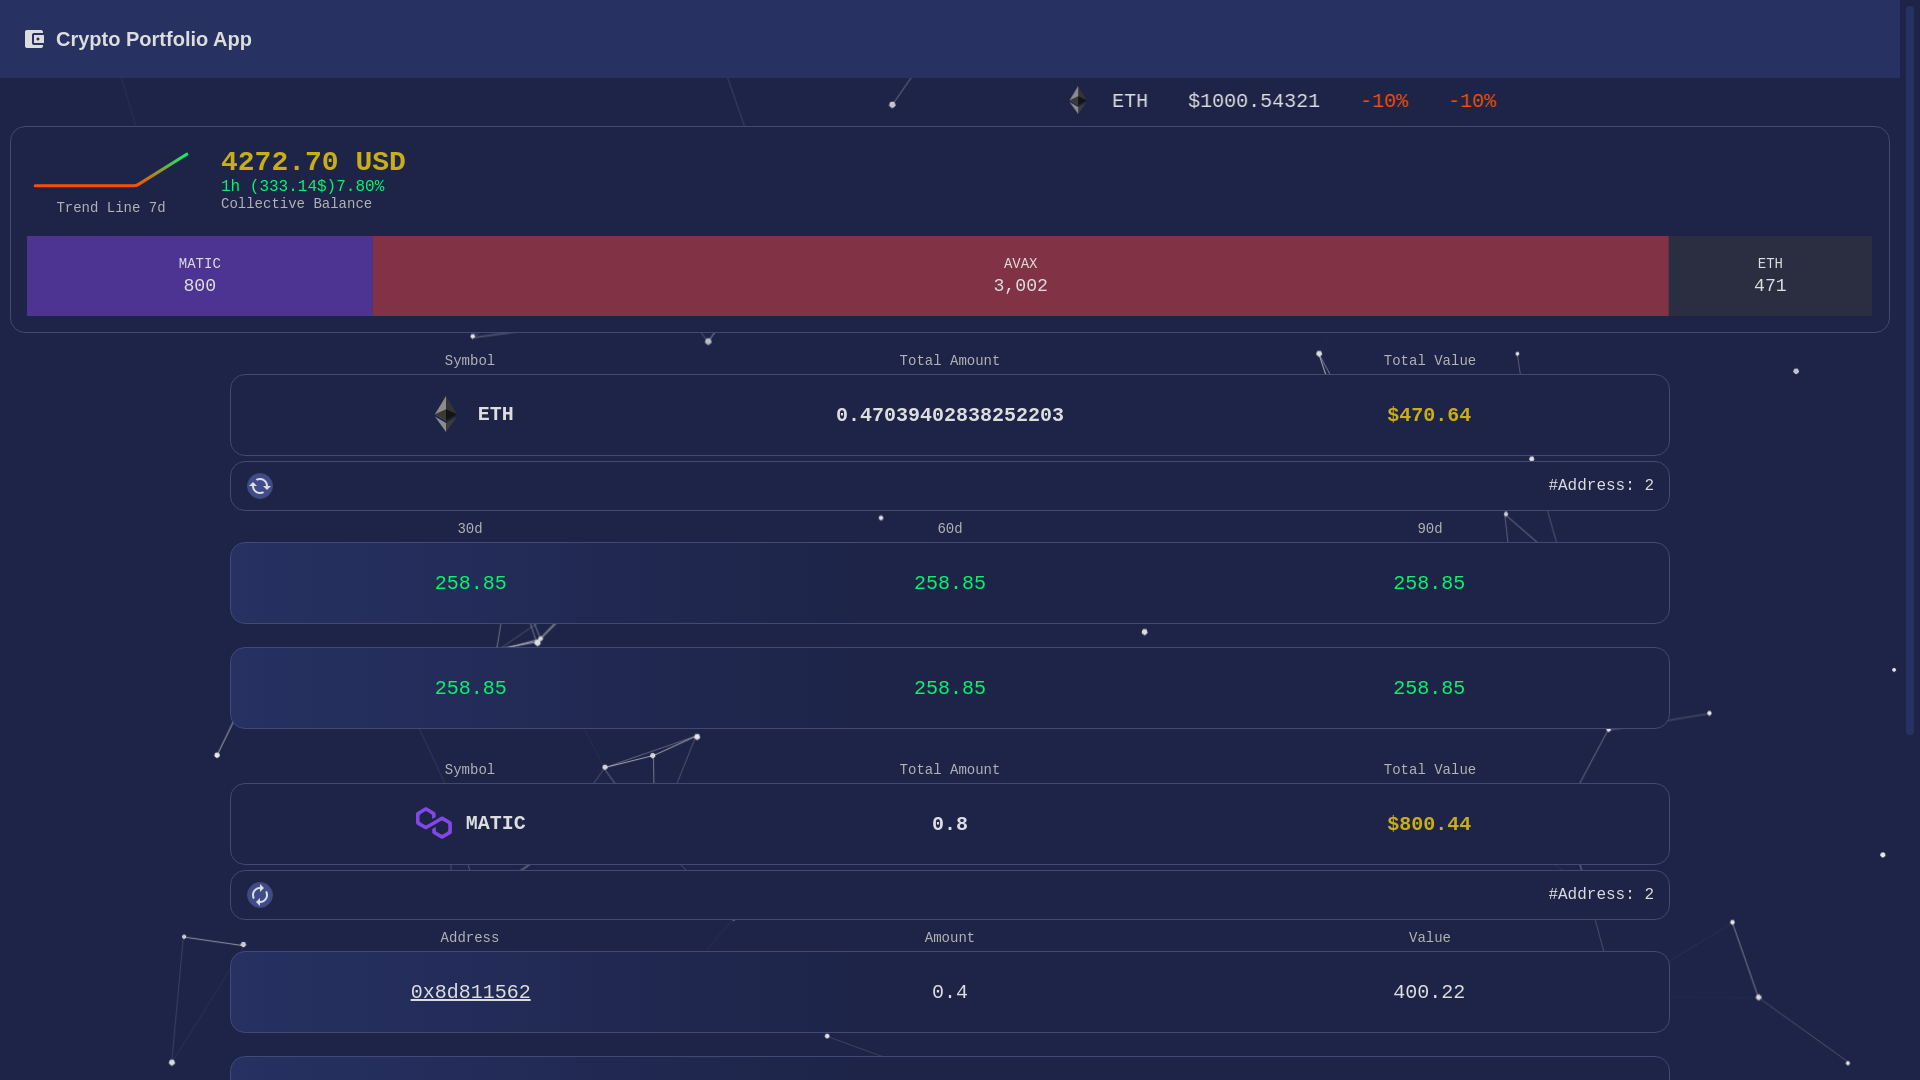 Crypto Portfolio App
ETH $1000.54321 -10% -10%
4272.70 USD
1h (333.14$)7.80%
Collective Balance
Trend Line 7d
MATIC AVAX ETH
800 3,002 471
Symbol Total Amount Total Value
ETH 0.47039402838252203 $470.64
#Address: 2
30d 60d 90d
258.85 258.85 258.85
258.85 258.85 258.85
Symbol Total Amount Total Value
MATIC 0.8 $800.44
#Address: 2
Address Amount Value
0x8d811562 0.4 400.22